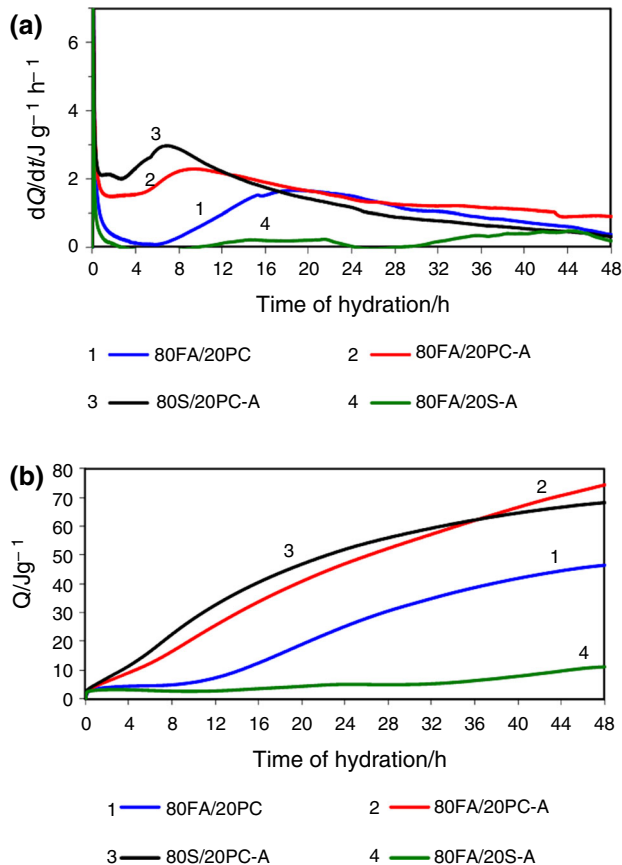 (a)
dQ/dt/J g⁻¹ h⁻¹
6
4
2
0
3
2
1
4
0 4 8 12 16 20 24 28 32 36 40 44 48
Time of hydration/h
1 80FA/20PC 2 80FA/20PC-A
3 80S/20PC-A 4 80FA/20S-A
(b)
Q/Jg⁻¹
80
70
60
50
40
30
20
10
0
2
3
1
4
0 4 8 12 16 20 24 28 32 36 40 44 48
Time of hydration/h
1 80FA/20PC 2 80FA/20PC-A
3 80S/20PC-A 4 80FA/20S-A